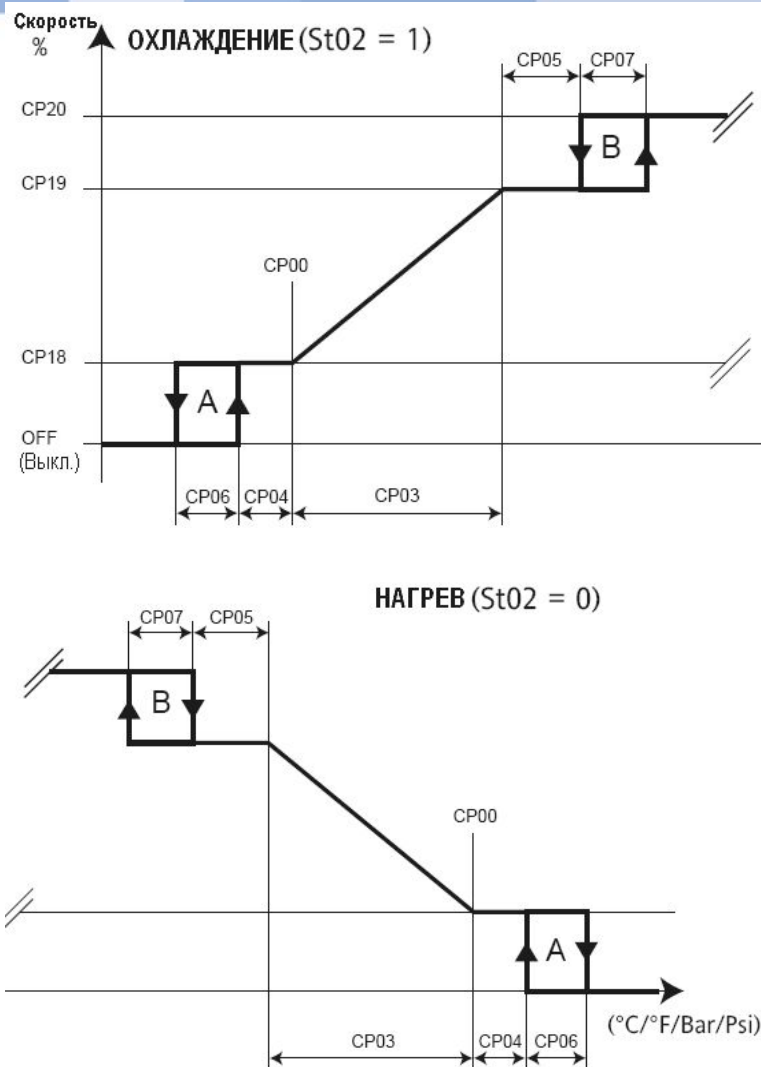 Скорость
%
ОХЛАЖДЕНИЕ (St02 = 1)
CP05 CP07
CP20
B
CP19
CP00
CP18
A
OFF
(Выкл.)
CP06 CP04 CP03
НАГРЕВ (St02 = 0)
CP07 CP05
B
CP00
A
(°C/°F/Bar/Psi)
CP03 CP04 CP06